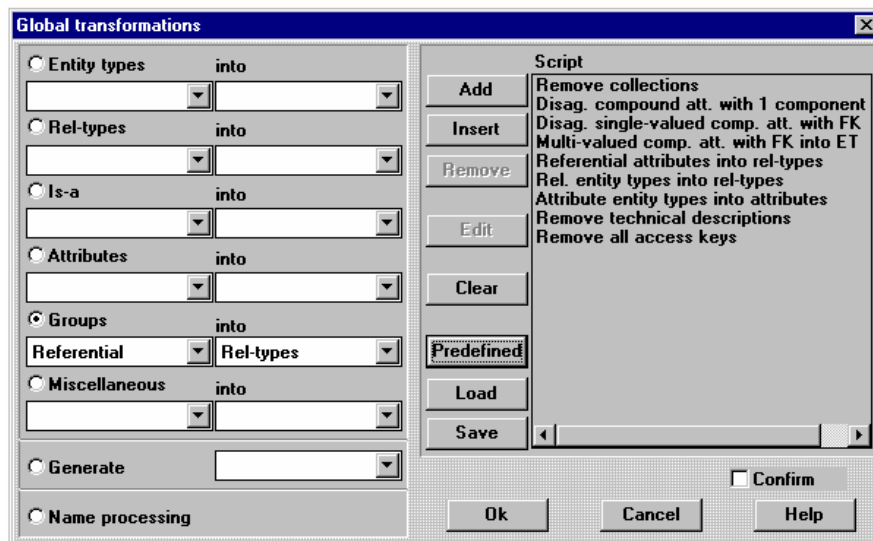 Global transformations
Entity types into
Rel-types into
Is-a into
Attributes into
Groups into
Referential Rel-types
Miscellaneous into
Generate
Name processing
Add
Insert
Remove
Edit
Clear
Predefined
Load
Save
Script
Remove collections
Disag. compound att. with 1 component
Disag. single-valued comp. att. with FK
Multi-valued comp. att. with FK into ET
Referential attributes into rel-types
Rel. entity types into rel-types
Attribute entity types into attributes
Remove technical descriptions
Remove all access keys
Confirm
Ok Cancel Help